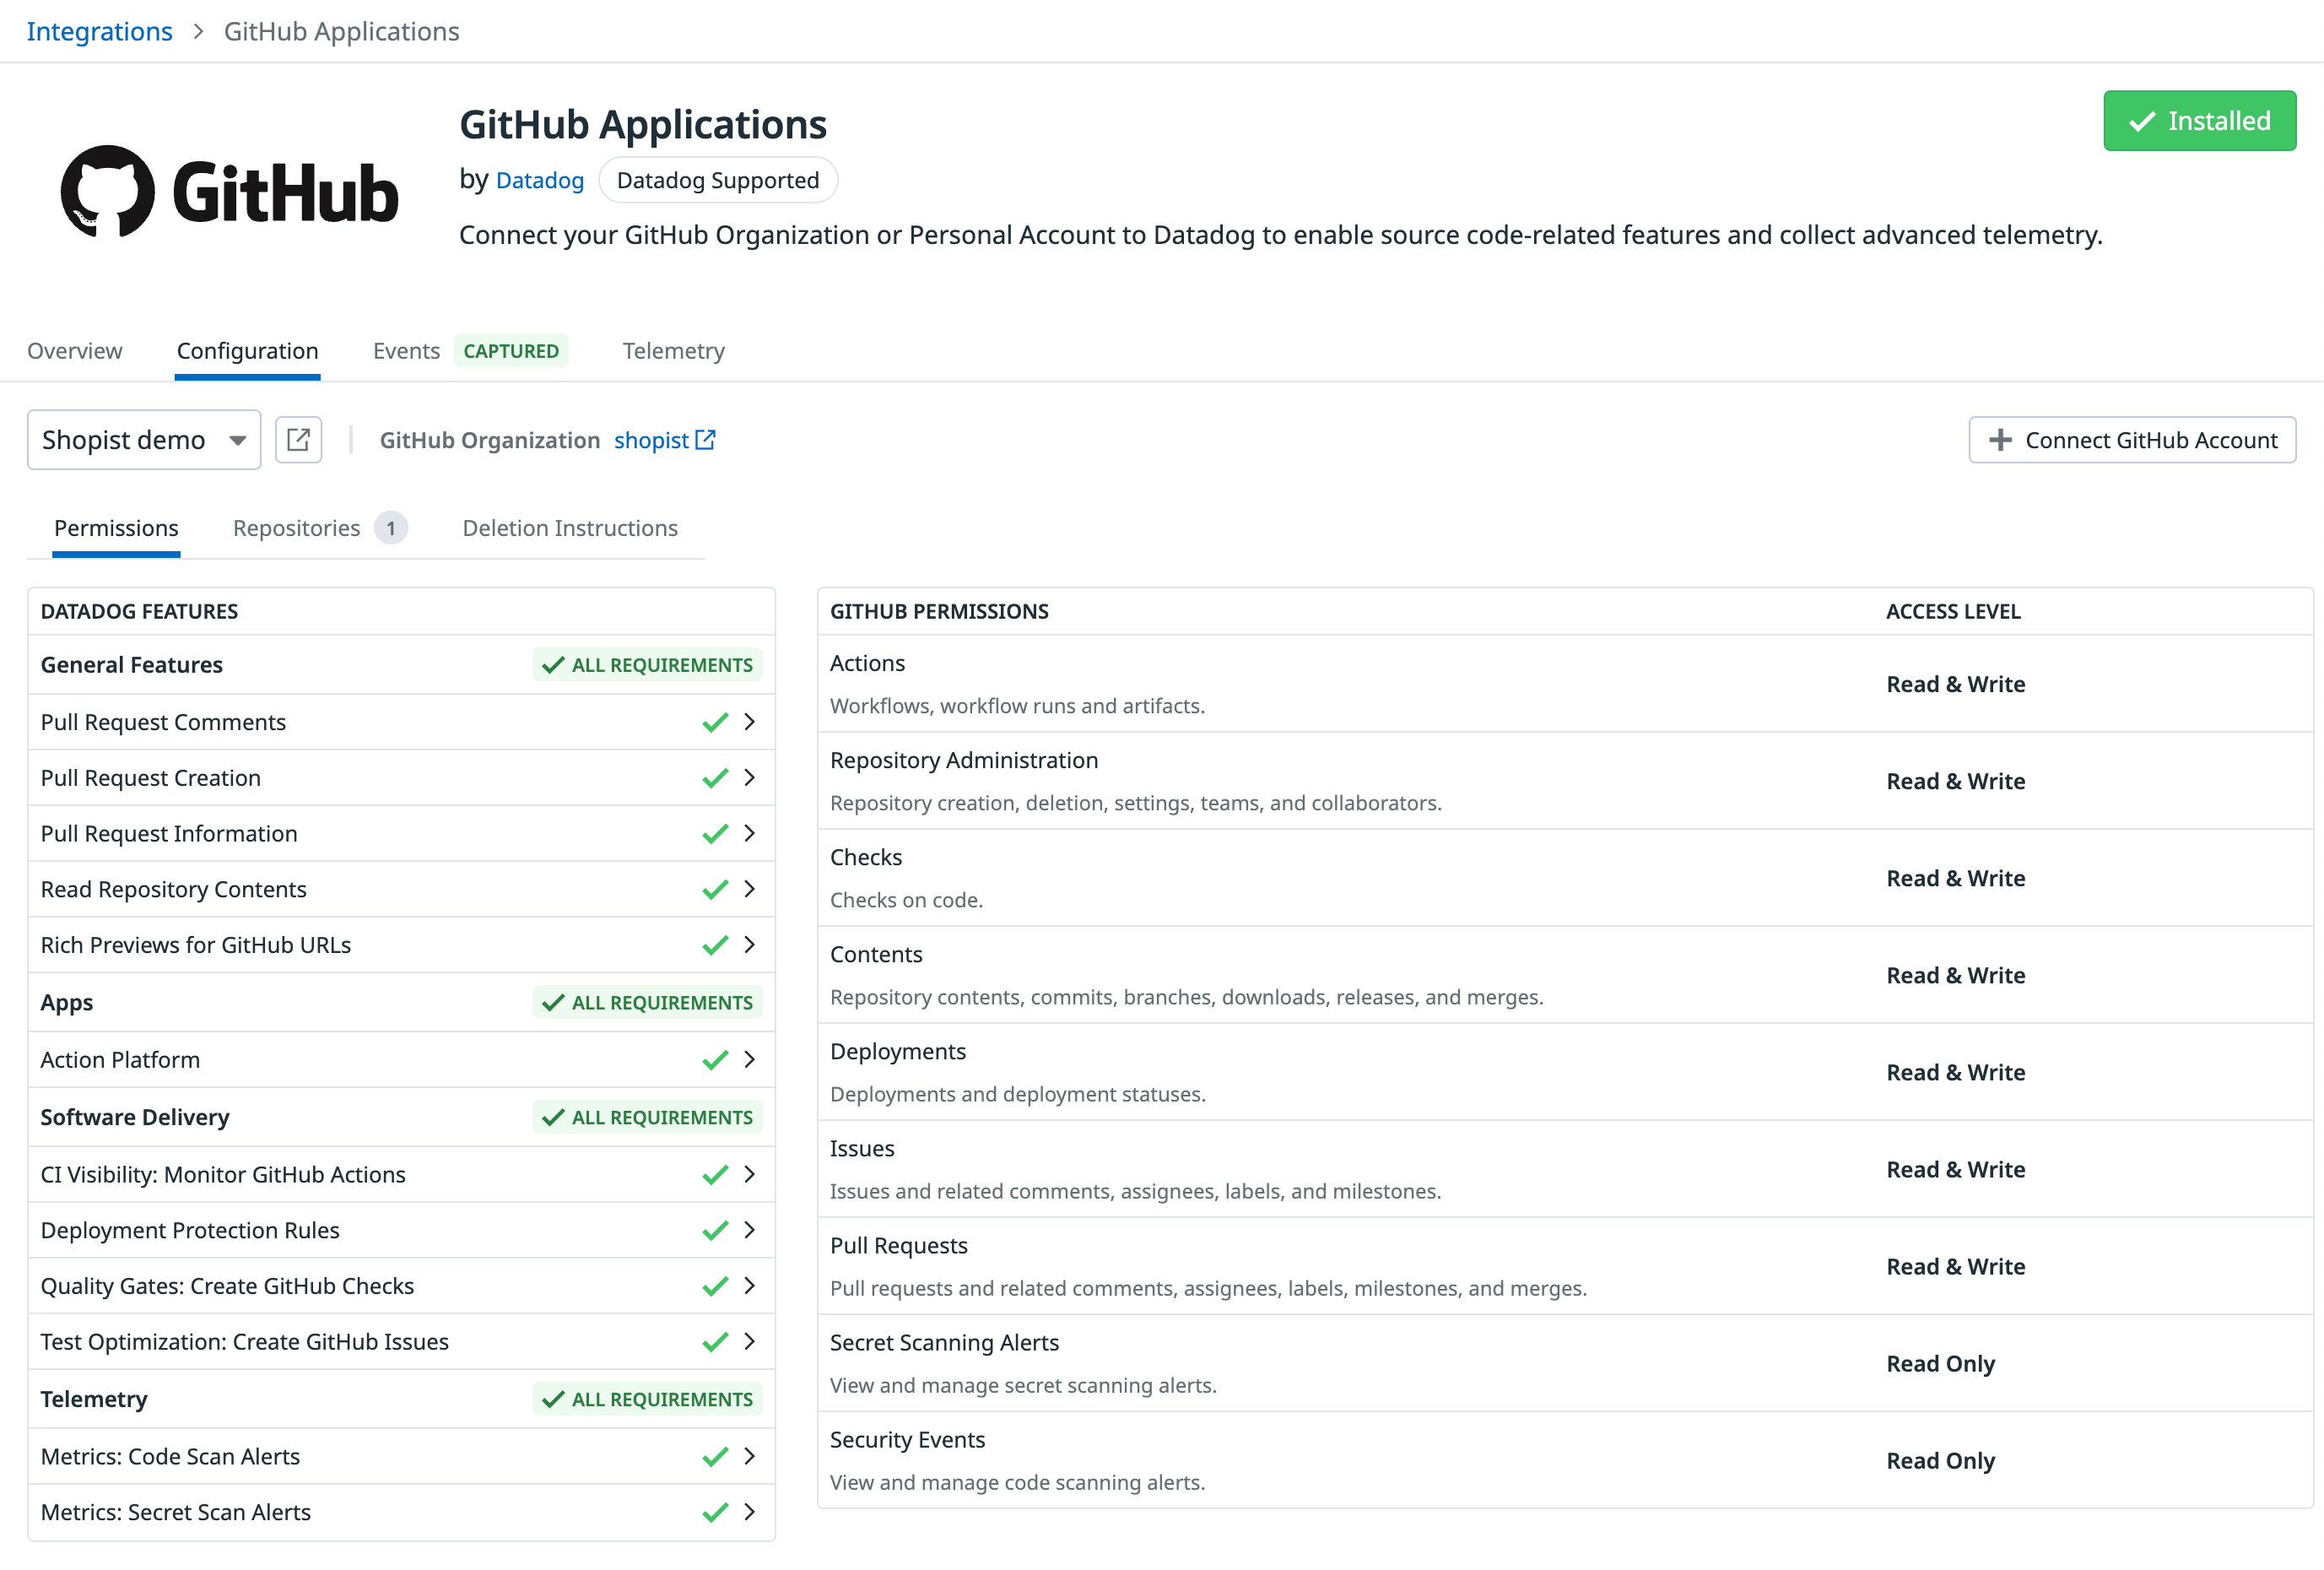 Integrations > GitHub Applications
GitHub
GitHub Applications
Installed
by Datadog Datadog Supported
Connect your GitHub Organization or Personal Account to Datadog to enable source code-related features and collect advanced telemetry.
Overview Configuration Events CAPTURED Telemetry
Shopist demo GitHub Organization shopist + Connect GitHub Account
Permissions Repositories 1 Deletion Instructions
DATADOG FEATURES
General Features ALL REQUIREMENTS
Pull Request Comments
Pull Request Creation
Pull Request Information
Read Repository Contents
Rich Previews for GitHub URLs
Apps ALL REQUIREMENTS
Action Platform
Software Delivery ALL REQUIREMENTS
CI Visibility: Monitor GitHub Actions
Deployment Protection Rules
Quality Gates: Create GitHub Checks
Test Optimization: Create GitHub Issues
Telemetry ALL REQUIREMENTS
Metrics: Code Scan Alerts
Metrics: Secret Scan Alerts
GITHUB PERMISSIONS ACCESS LEVEL
Actions
Workflows, workflow runs and artifacts.
Read & Write
Repository Administration
Repository creation, deletion, settings, teams, and collaborators.
Read & Write
Checks
Checks on code.
Read & Write
Contents
Repository contents, commits, branches, downloads, releases, and merges.
Read & Write
Deployments
Deployments and deployment statuses.
Read & Write
Issues
Issues and related comments, assignees, labels, and milestones.
Read & Write
Pull Requests
Pull requests and related comments, assignees, labels, milestones, and merges.
Read & Write
Secret Scanning Alerts
View and manage secret scanning alerts.
Read Only
Security Events
View and manage code scanning alerts.
Read Only